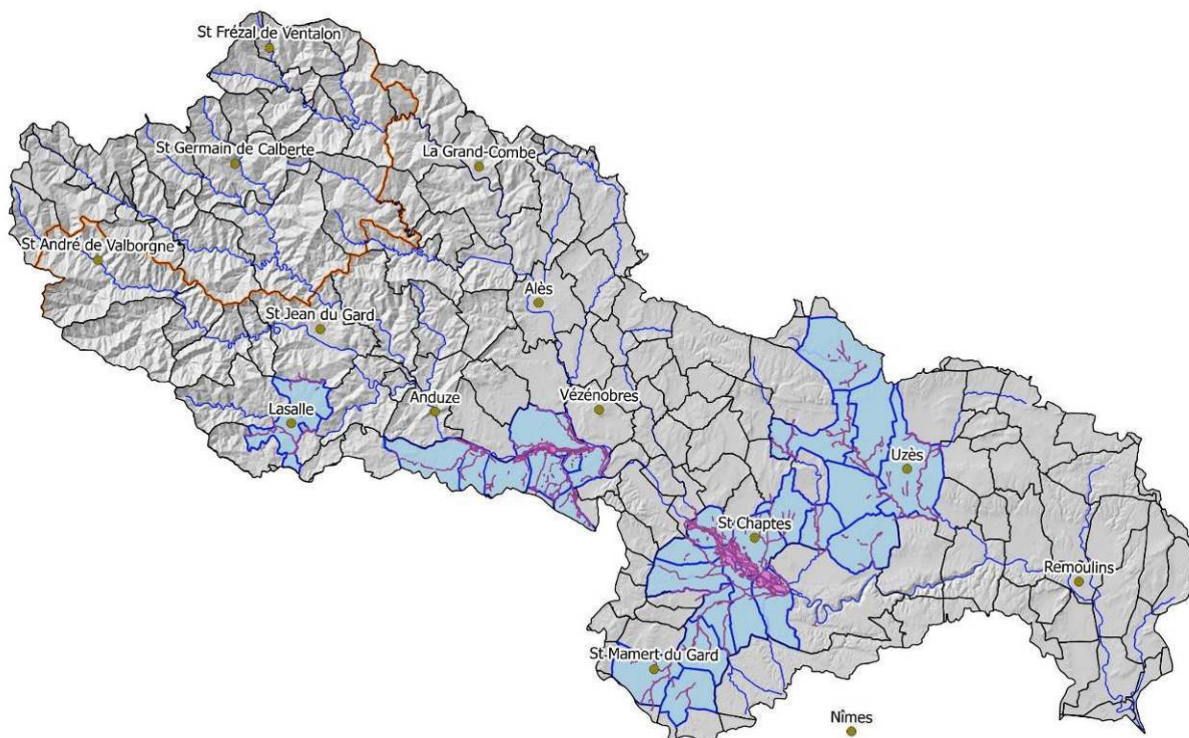 St Frézal de Ventalon
St Germain de Calberte
La Grand-Combe
St André de Valborgne
Alès
St Jean du Gard
Vézénobres
Anduze
Lasalle
Uzès
St Chaptes
Remoulins
St Mamert du Gard
Nîmes